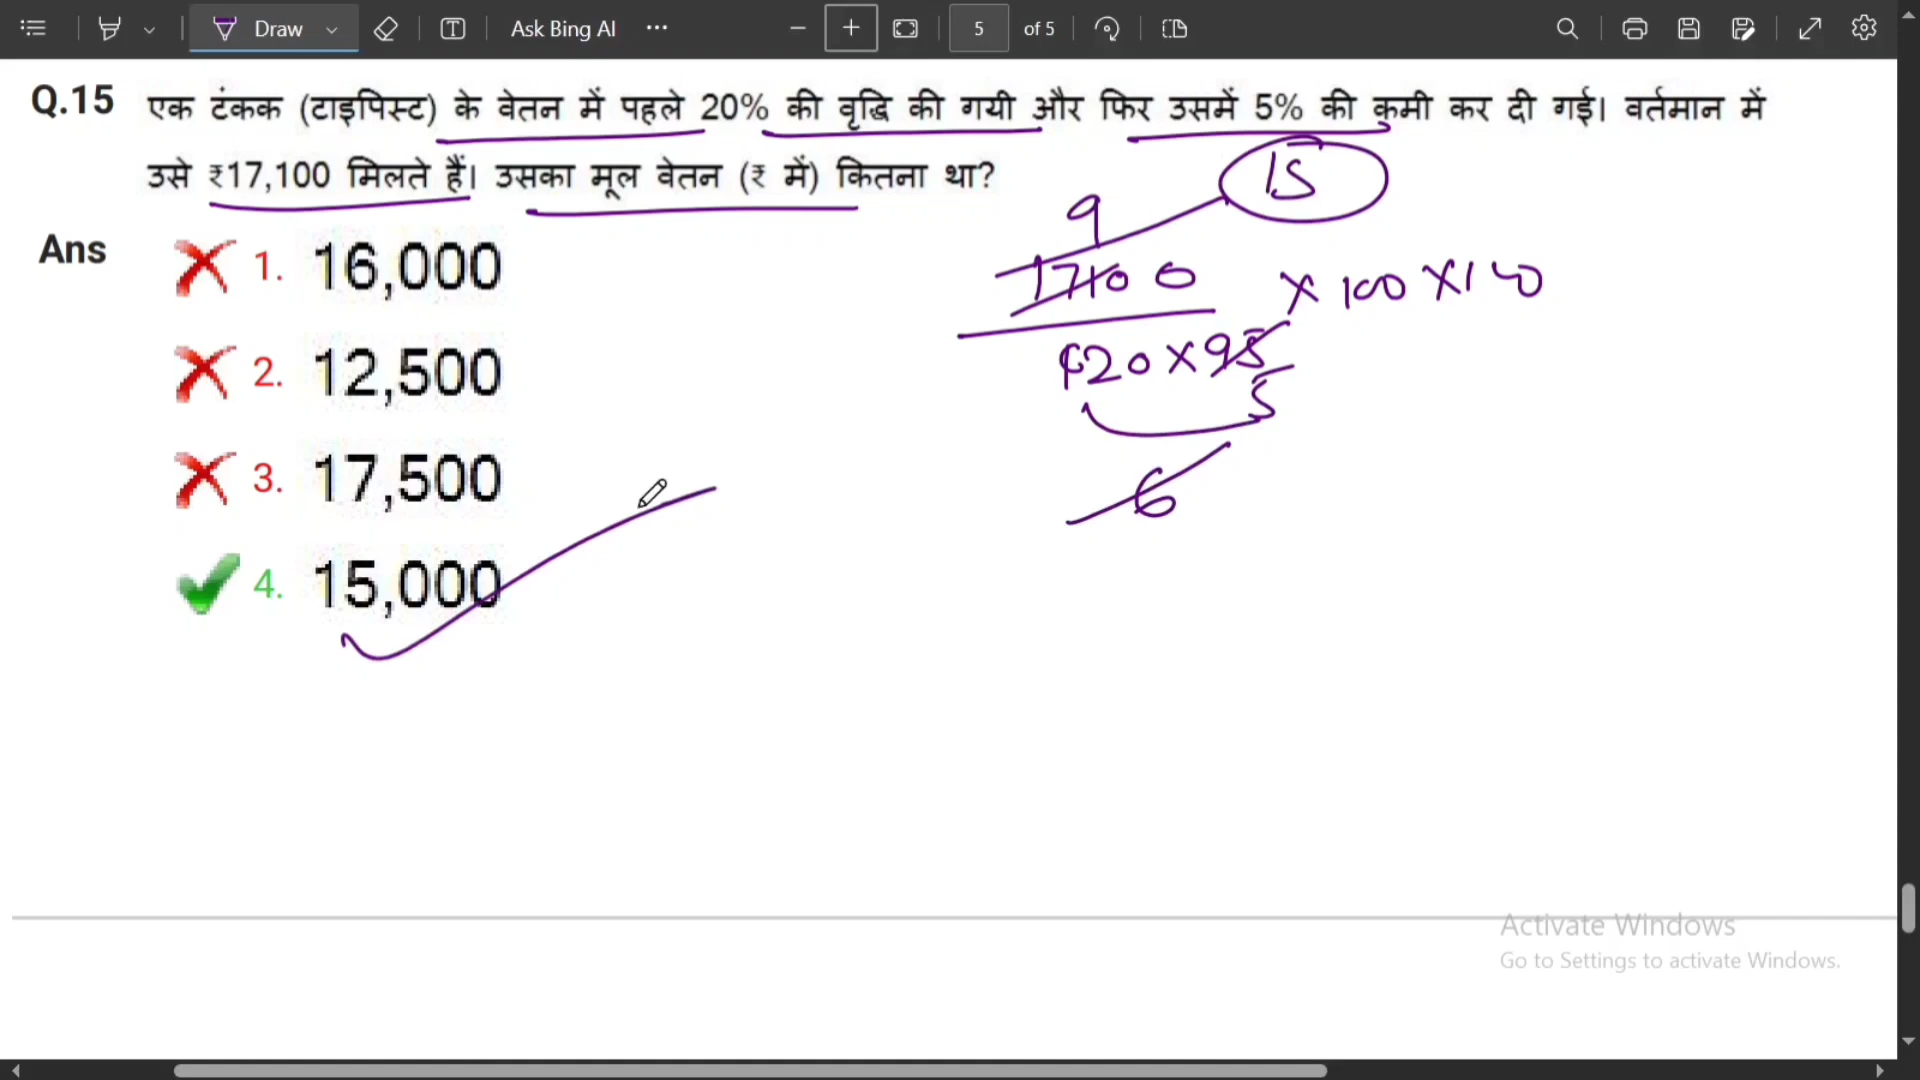 Draw
Ask Bing AI
5 of 5
Q.15 एक टंकक (टाइपिस्ट) के वेतन में पहले 20% की वृद्धि की गयी और फिर उसमें 5% की कमी कर दी गई। वर्तमान में
उसे ₹17,100 मिलते हैं। उसका मूल वेतन (₹ में) कितना था?
15
9
Ans 1. 16,000
17100 × 100 × 100
2. 12,500
120 × 95
5
3. 17,500
6
4. 15,000
Activate Windows
Go to Settings to activate Windows.